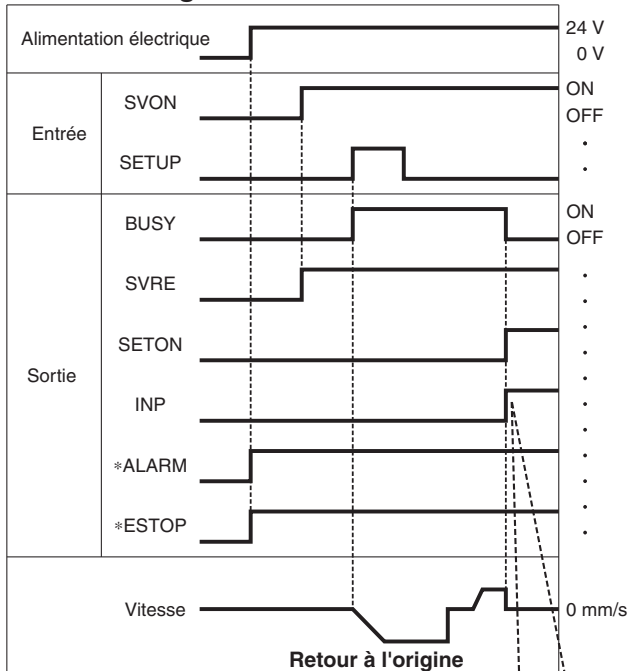 Alimentation électrique
24 V
0 V
Entrée
SVON
ON
OFF
SETUP
Sortie
BUSY
ON
OFF
SVRE
SETON
INP
*ALARM
*ESTOP
Vitesse
0 mm/s
Retour à l'origine